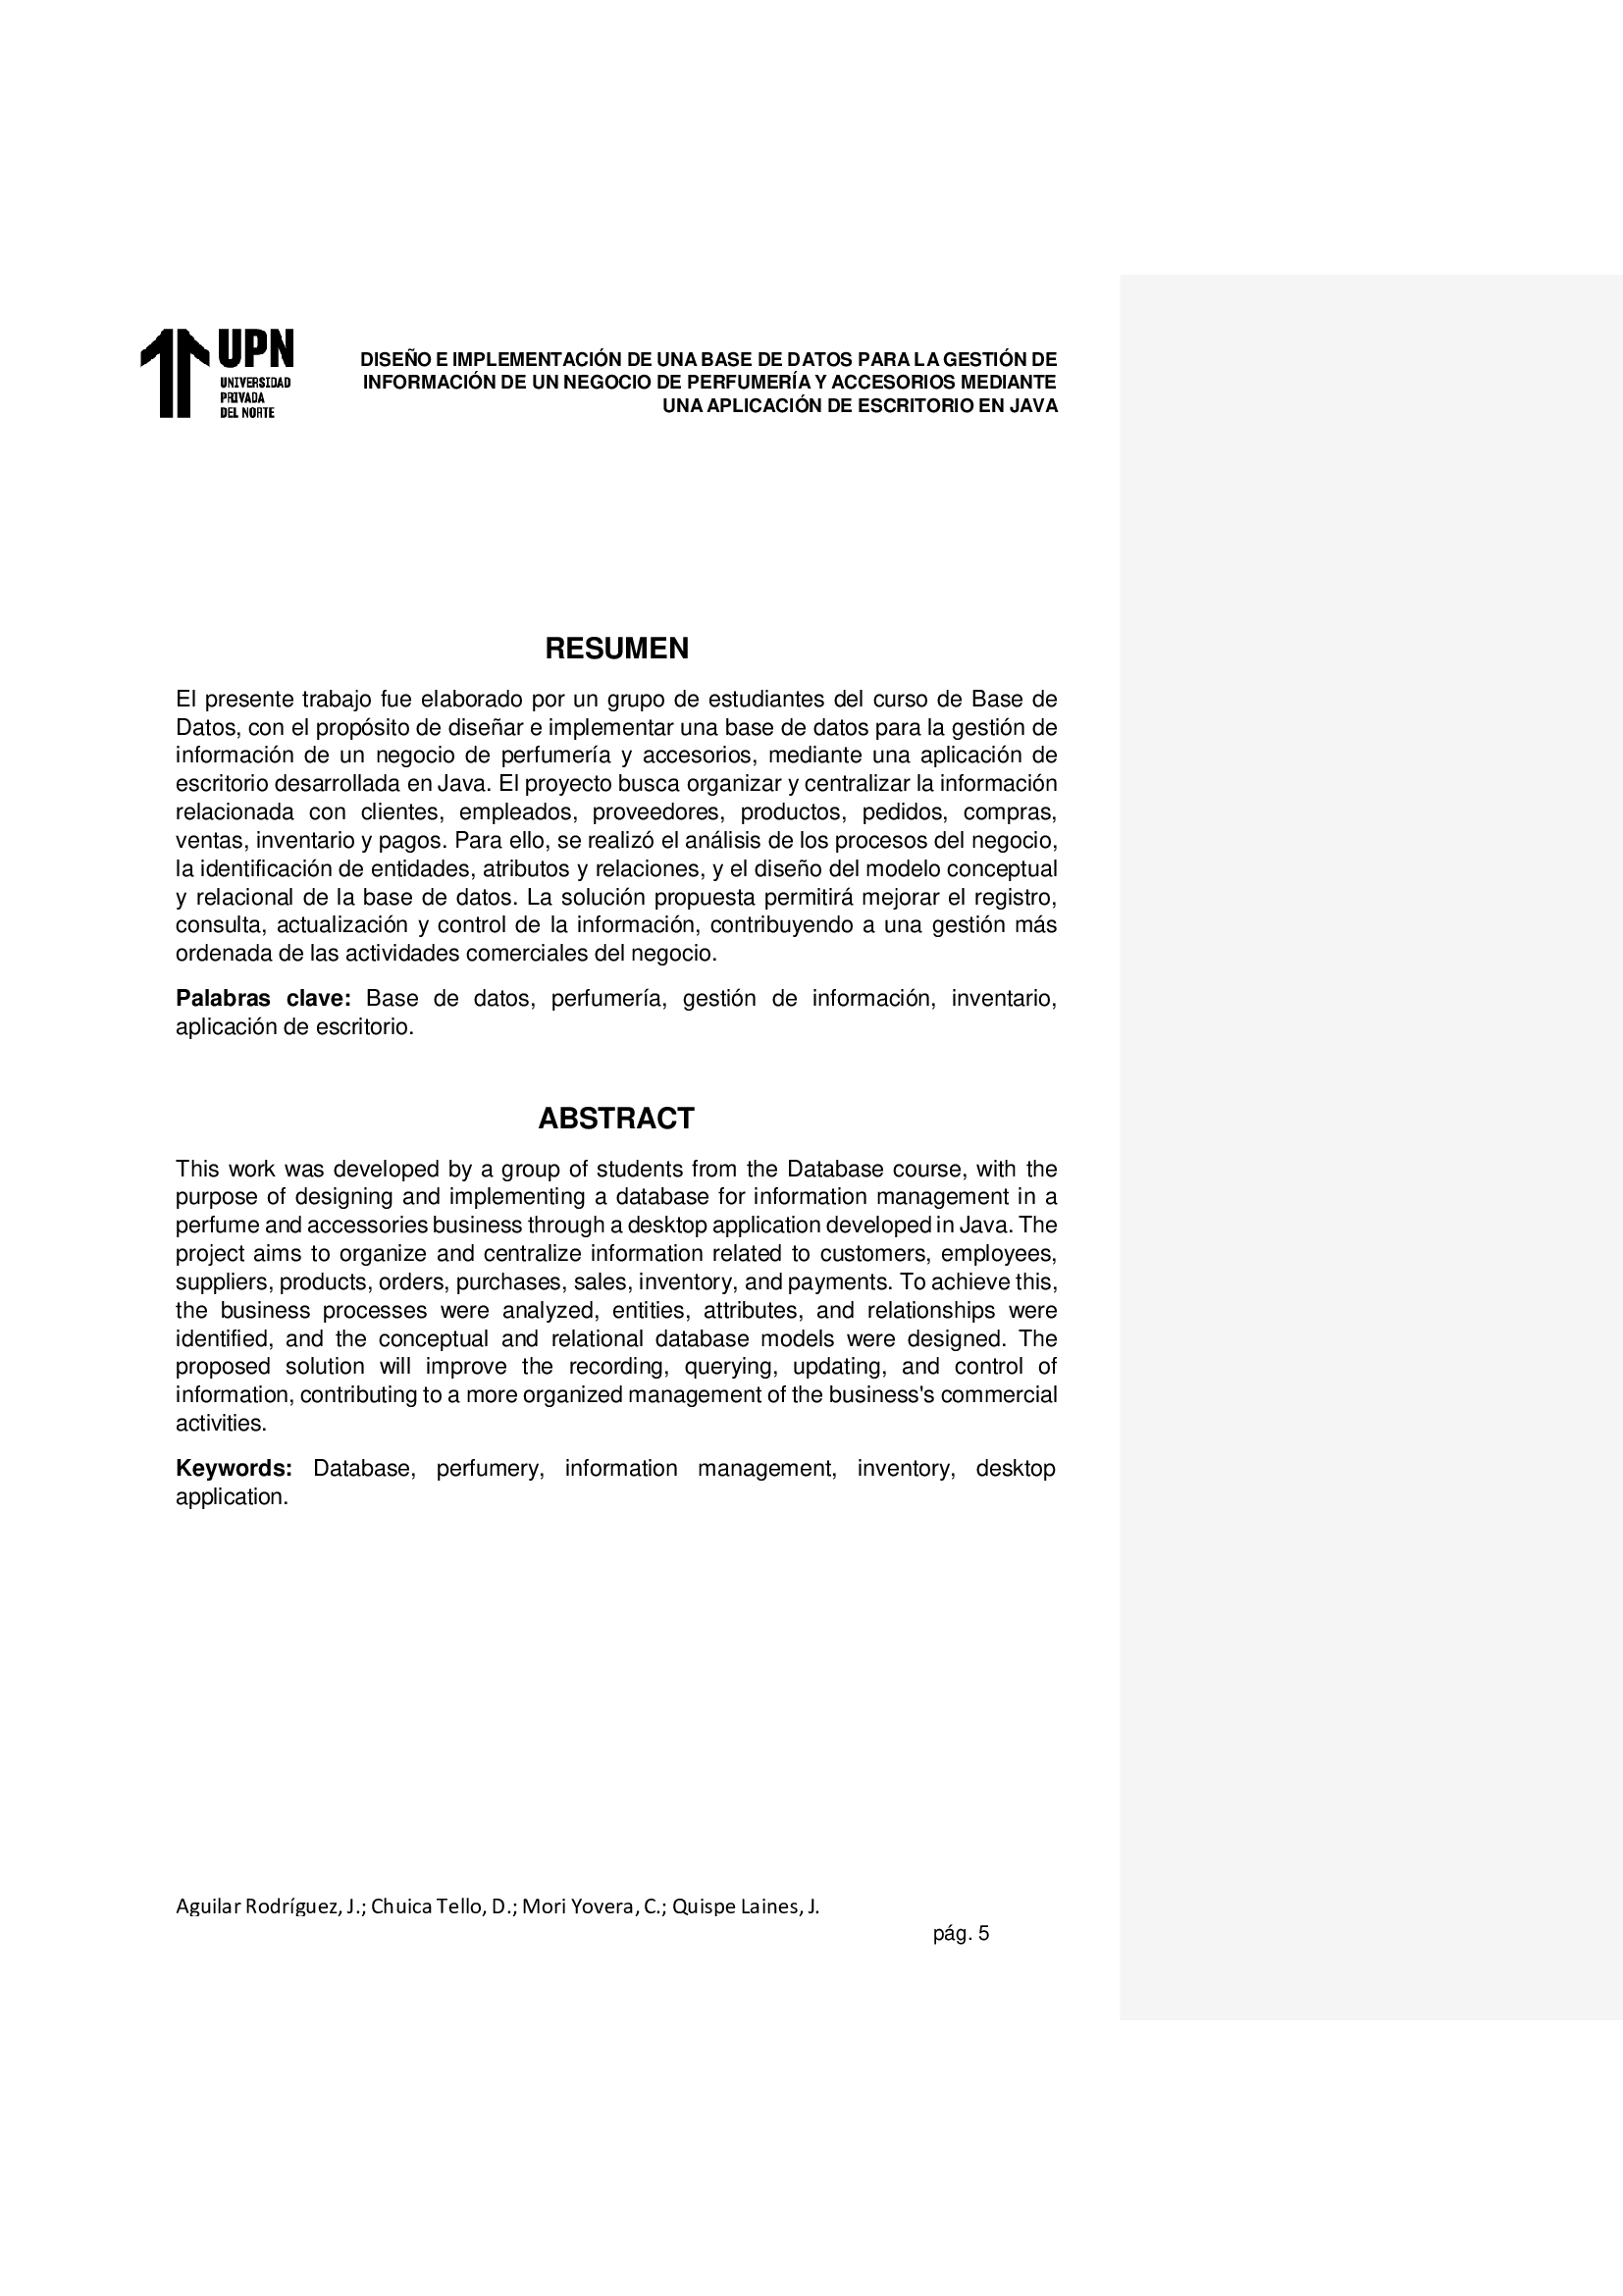 UPN
UNIVERSIDAD
PRIVADA
DEL NORTE
DISEÑO E IMPLEMENTACIÓN DE UNA BASE DE DATOS PARA LA GESTIÓN DE
INFORMACIÓN DE UN NEGOCIO DE PERFUMERÍA Y ACCESORIOS MEDIANTE
UNA APLICACIÓN DE ESCRITORIO EN JAVA
RESUMEN
El presente trabajo fue elaborado por un grupo de estudiantes del curso de Base de
Datos, con el propósito de diseñar e implementar una base de datos para la gestión de
información de un negocio de perfumería y accesorios, mediante una aplicación de
escritorio desarrollada en Java. El proyecto busca organizar y centralizar la información
relacionada con clientes, empleados, proveedores, productos, pedidos, compras,
ventas, inventario y pagos. Para ello, se realizó el análisis de los procesos del negocio,
la identificación de entidades, atributos y relaciones, y el diseño del modelo conceptual
y relacional de la base de datos. La solución propuesta permitirá mejorar el registro,
consulta, actualización y control de la información, contribuyendo a una gestión más
ordenada de las actividades comerciales del negocio.
Palabras clave: Base de datos, perfumería, gestión de información, inventario,
aplicación de escritorio.
ABSTRACT
This work was developed by a group of students from the Database course, with the
purpose of designing and implementing a database for information management in a
perfume and accessories business through a desktop application developed in Java. The
project aims to organize and centralize information related to customers, employees,
suppliers, products, orders, purchases, sales, inventory, and payments. To achieve this,
the business processes were analyzed, entities, attributes, and relationships were
identified, and the conceptual and relational database models were designed. The
proposed solution will improve the recording, querying, updating, and control of
information, contributing to a more organized management of the business's commercial
activities.
Keywords: Database, perfumery, information management, inventory, desktop
application.
Aguilar Rodríguez, J.; Chuica Tello, D.; Mori Yovera, C.; Quispe Laines, J.
pág. 5